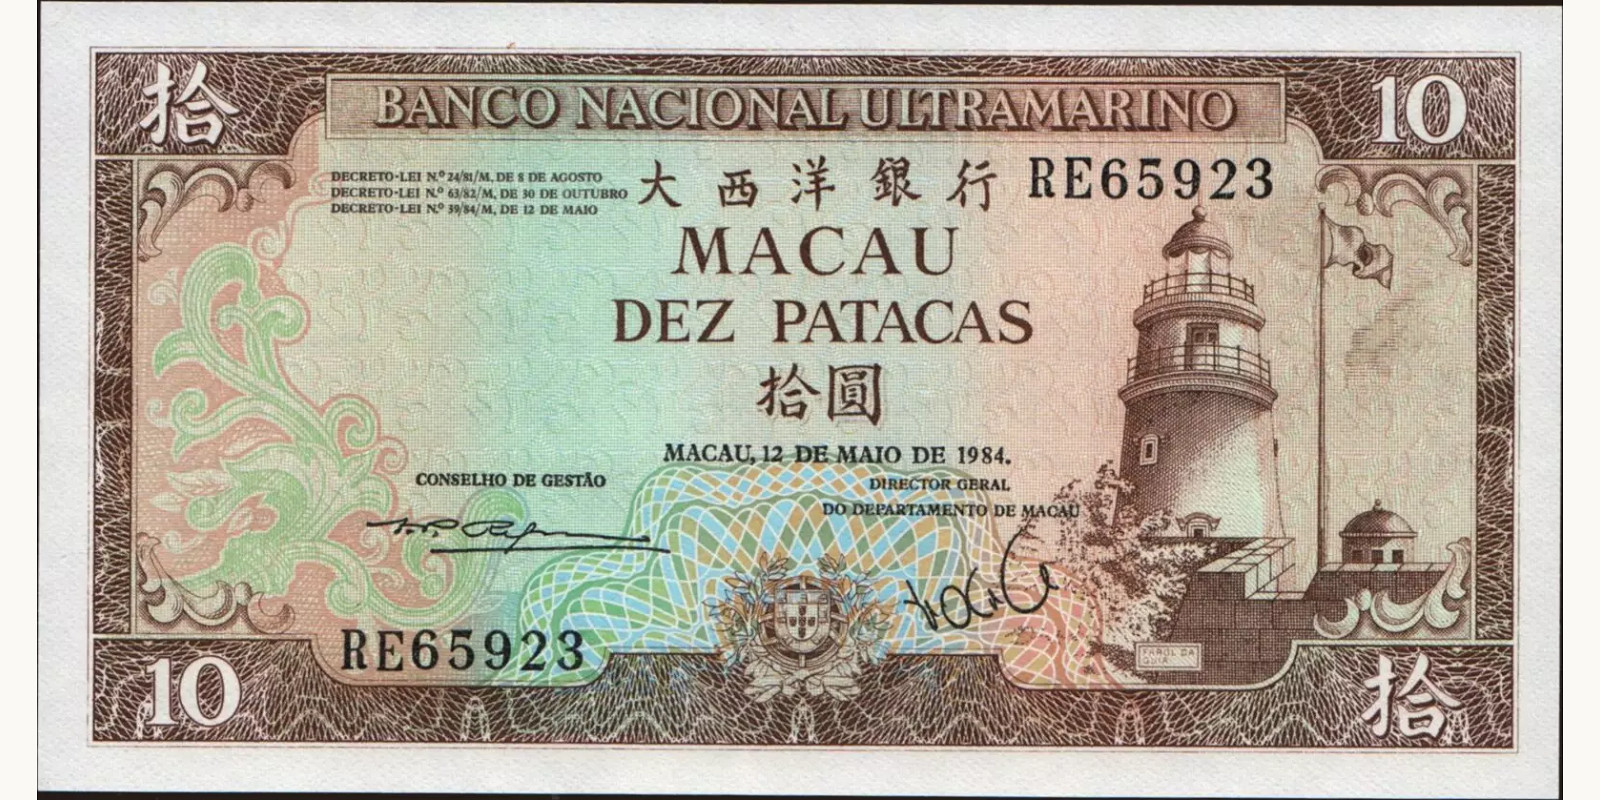 拾
BANCO NACIONAL ULTRAMARINO
10
DECRETO-LEI N.º 24/81/M, DE 8 DE AGOSTO
DECRETO-LEI N.º 63/82/M, DE 30 DE OUTUBRO
DECRETO-LEI N.º 39/84/M, DE 12 DE MAIO
大西洋銀行
RE65923
MACAU
DEZ PATACAS
拾圓
MACAU, 12 DE MAIO DE 1984.
CONSELHO DE GESTÃO
DIRECTOR GERAL
DO DEPARTAMENTO DE MACAU
RE65923
FAROL DA
GUIA
10
拾